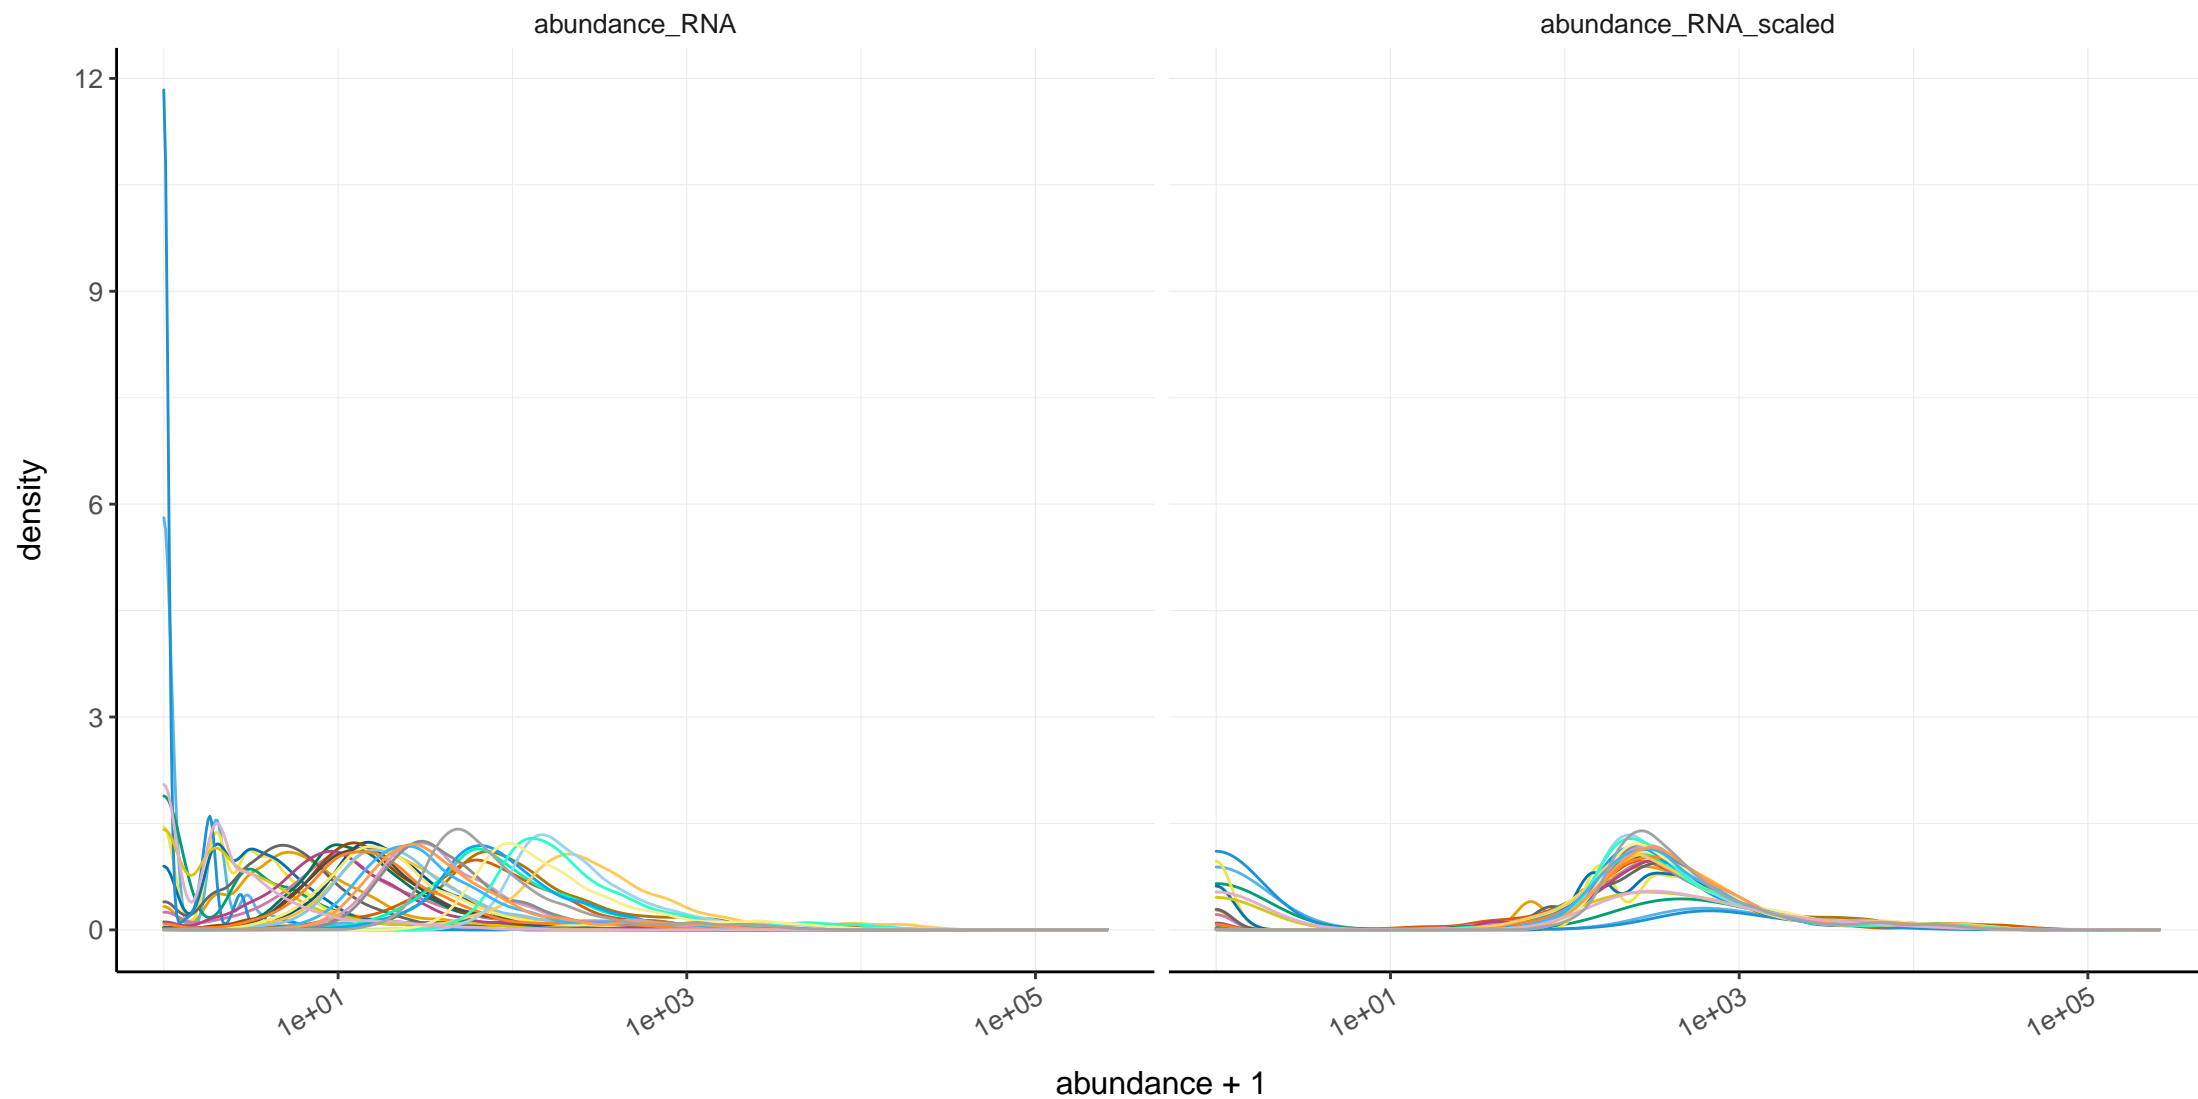 abundance_RNA
abundance_RNA_scaled
12
9
6
3
0
density
1e+01
1e+03
1e+05
1e+01
1e+03
1e+05
abundance + 1